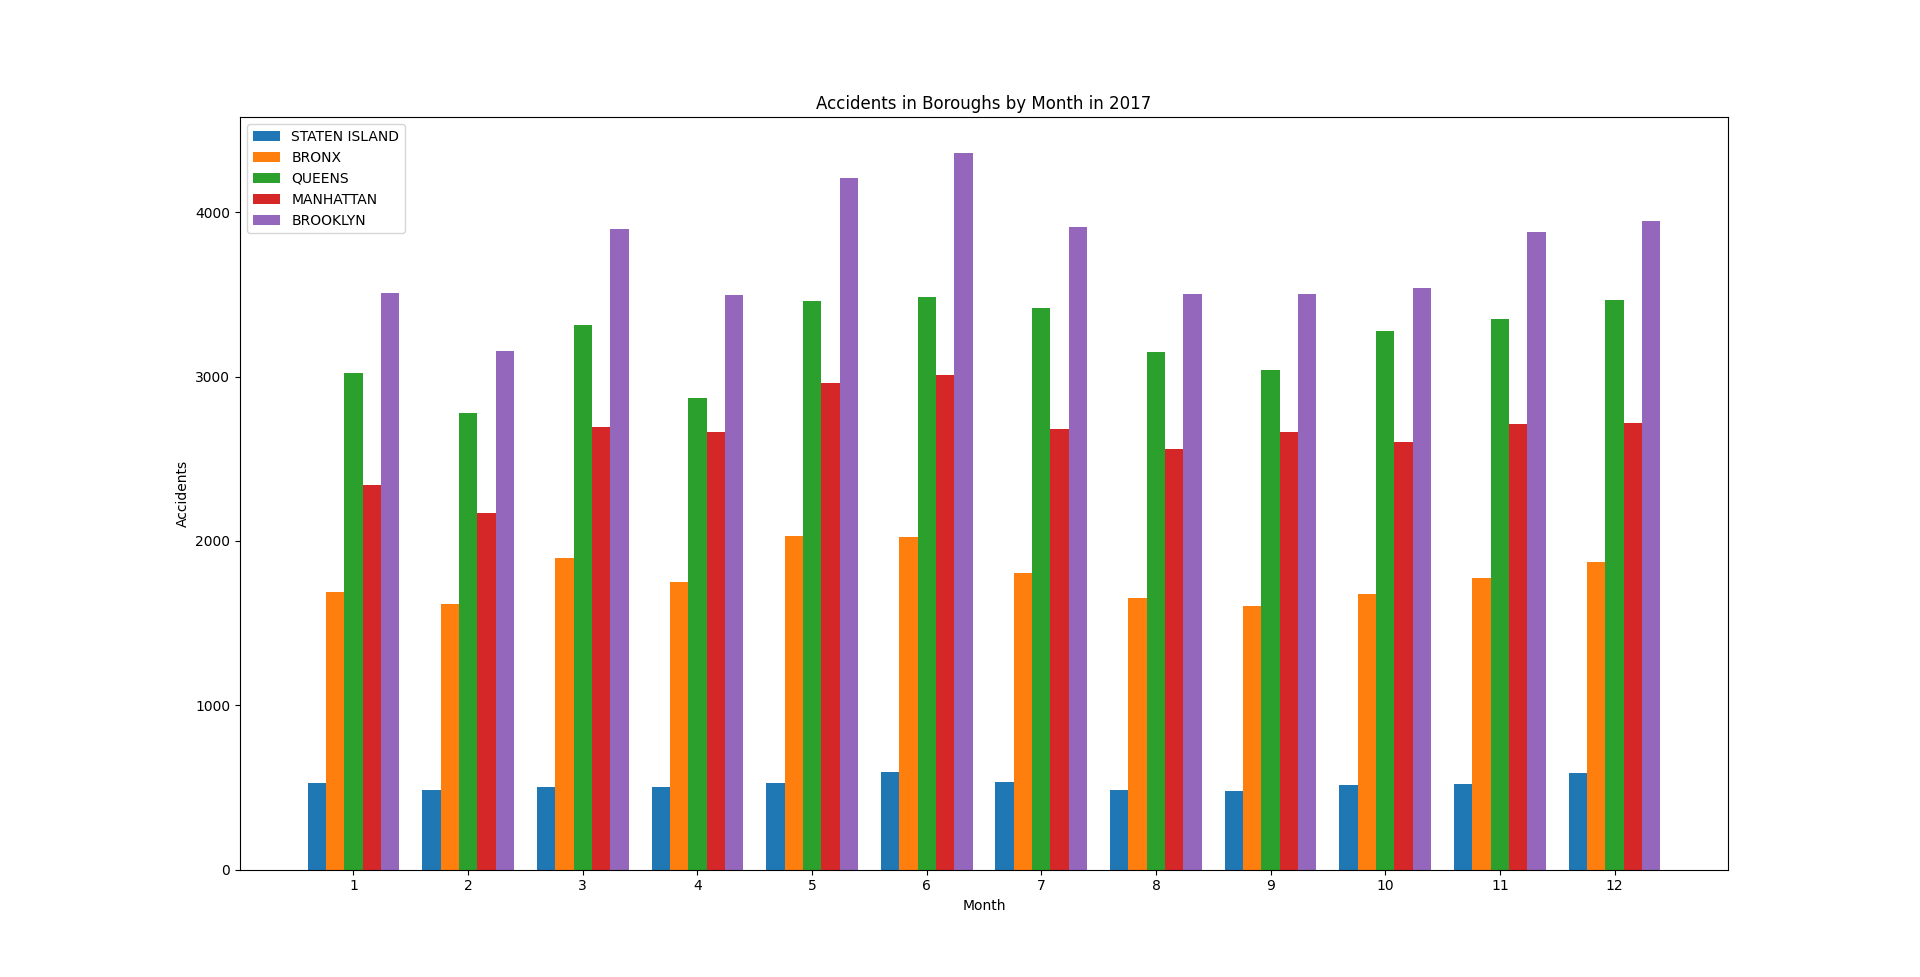 Accidents in Boroughs by Month in 2017
STATEN ISLAND
BRONX
QUEENS
MANHATTAN
BROOKLYN
4000
3000
2000
1000
0
Accidents
1 2 3 4 5 6 7 8 9 10 11 12
Month